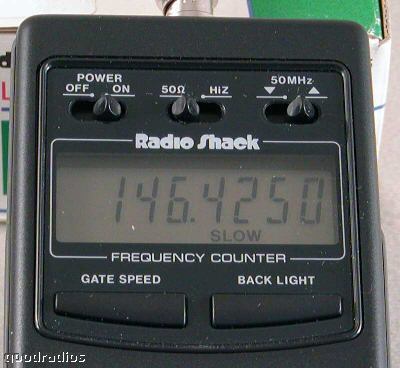 POWER
OFF ON
50Ω HiZ
50MHz
▼ ▲
Radio Shack
146.4250
SLOW
FREQUENCY COUNTER
GATE SPEED
BACK LIGHT
goodradios